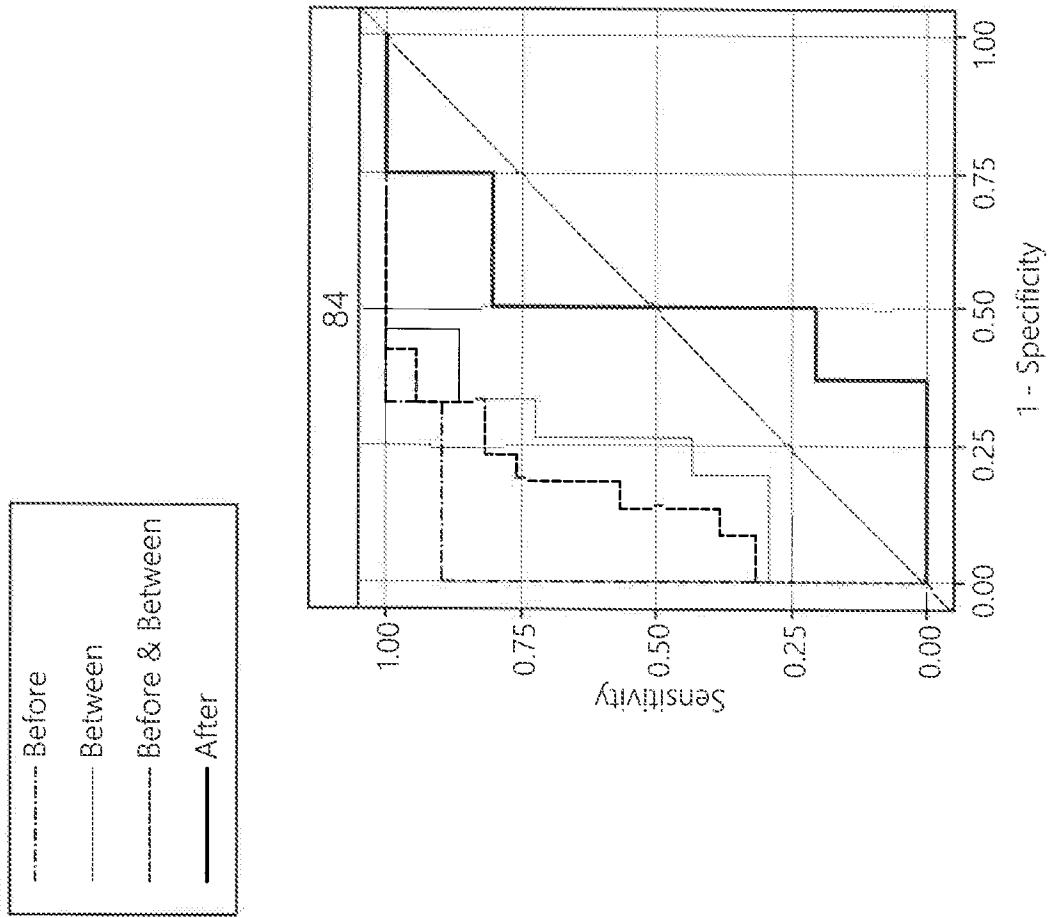 Before
Between
Before & Between
After
84
1.00
0.75
0.50
0.25
0.00
Sensitivity
0.00
0.25
0.50
0.75
1.00
1 - Specificity